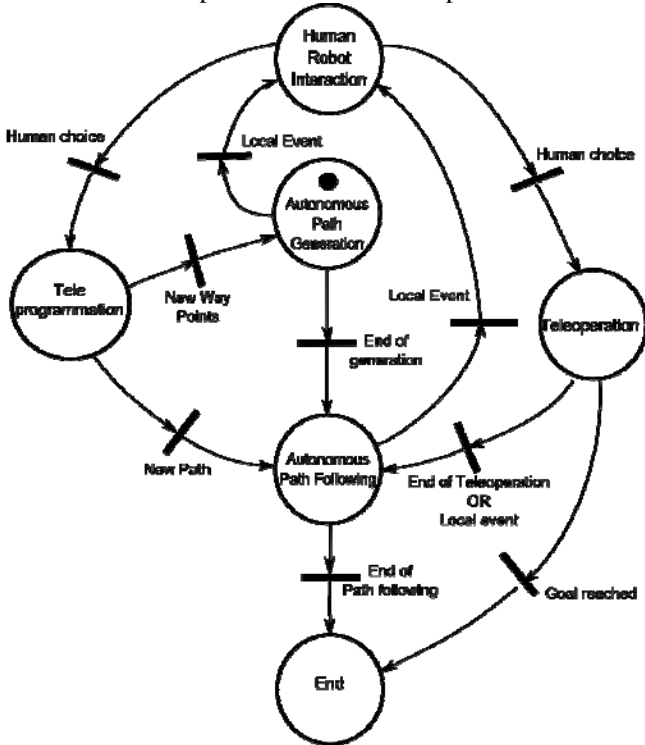 Human
Robot
Interaction
Human choice
Local Event
Human choice
Autonomous
Path
Generation
Tele
programmation
New Way
Points
Local Event
Teleoperation
End of
generation
New Path
Autonomous
Path Following
End of Teleoperation
OR
Local event
End of
Path following
Goal reached
End